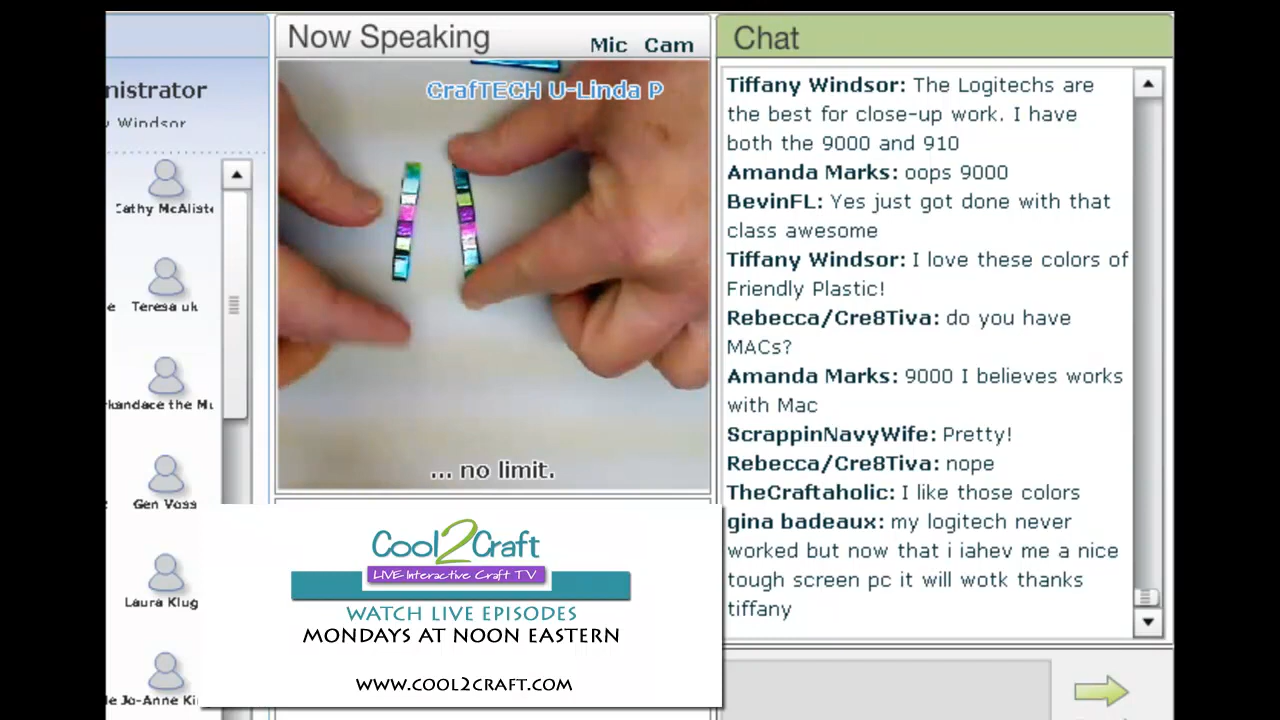 nistrator
y Windsor
Cathy McAliste
e Teresa uk
rkandace the Mu
Gen Voss
Laura Klug
le Jo-Anne Ki
Now Speaking
Mic Cam
CrafTECH U-Linda P
... no limit.
Cool2Craft
LIVE Interactive Craft TV
WATCH LIVE EPISODES
MONDAYS AT NOON EASTERN
WWW.COOL2CRAFT.COM
Chat
Tiffany Windsor: The Logitechs are
the best for close-up work. I have
both the 9000 and 910
Amanda Marks: oops 9000
BevinFL: Yes just got done with that
class awesome
Tiffany Windsor: I love these colors of
Friendly Plastic!
Rebecca/Cre8Tiva: do you have
MACs?
Amanda Marks: 9000 I believes works
with Mac
ScrappinNavyWife: Pretty!
Rebecca/Cre8Tiva: nope
TheCraftaholic: I like those colors
gina badeaux: my logitech never
worked but now that i iahev me a nice
tough screen pc it will wotk thanks
tiffany